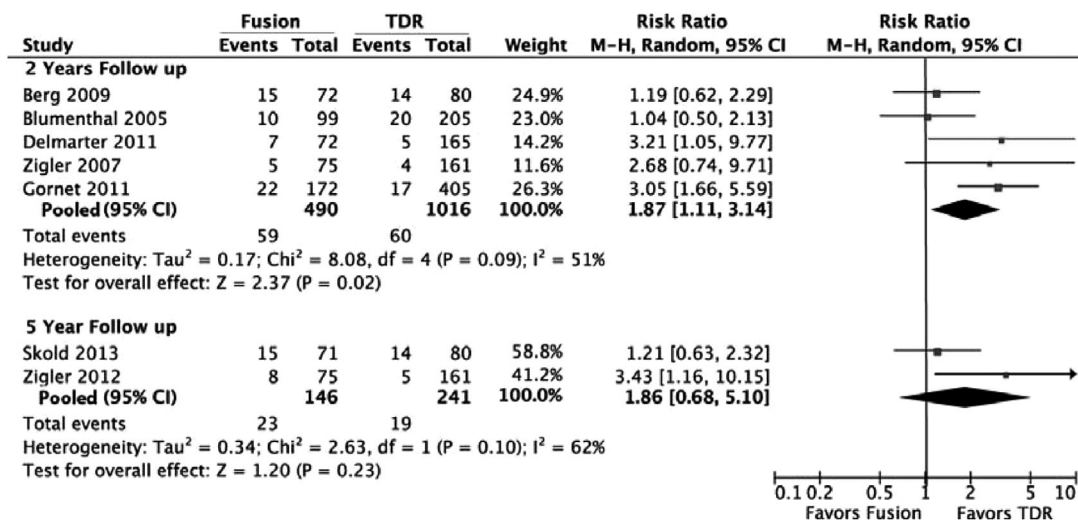 Fusion TDR Risk Ratio Risk Ratio
Study Events Total Events Total Weight M-H, Random, 95% CI M-H, Random, 95% CI
2 Years Follow up
Berg 2009 15 72 14 80 24.9% 1.19 [0.62, 2.29]
Blumenthal 2005 10 99 20 205 23.0% 1.04 [0.50, 2.13]
Delmarter 2011 7 72 5 165 14.2% 3.21 [1.05, 9.77]
Zigler 2007 5 75 4 161 11.6% 2.68 [0.74, 9.71]
Gornet 2011 22 172 17 405 26.3% 3.05 [1.66, 5.59]
Pooled (95% CI) 490 1016 100.0% 1.87 [1.11, 3.14]
Total events 59 60
Heterogeneity: Tau² = 0.17; Chi² = 8.08, df = 4 (P = 0.09); I² = 51%
Test for overall effect: Z = 2.37 (P = 0.02)
5 Year Follow up
Skold 2013 15 71 14 80 58.8% 1.21 [0.63, 2.32]
Zigler 2012 8 75 5 161 41.2% 3.43 [1.16, 10.15]
Pooled (95% CI) 146 241 100.0% 1.86 [0.68, 5.10]
Total events 23 19
Heterogeneity: Tau² = 0.34; Chi² = 2.63, df = 1 (P = 0.10); I² = 62%
Test for overall effect: Z = 1.20 (P = 0.23)
0.1 0.2 0.5 1 2 5 10
Favors Fusion Favors TDR